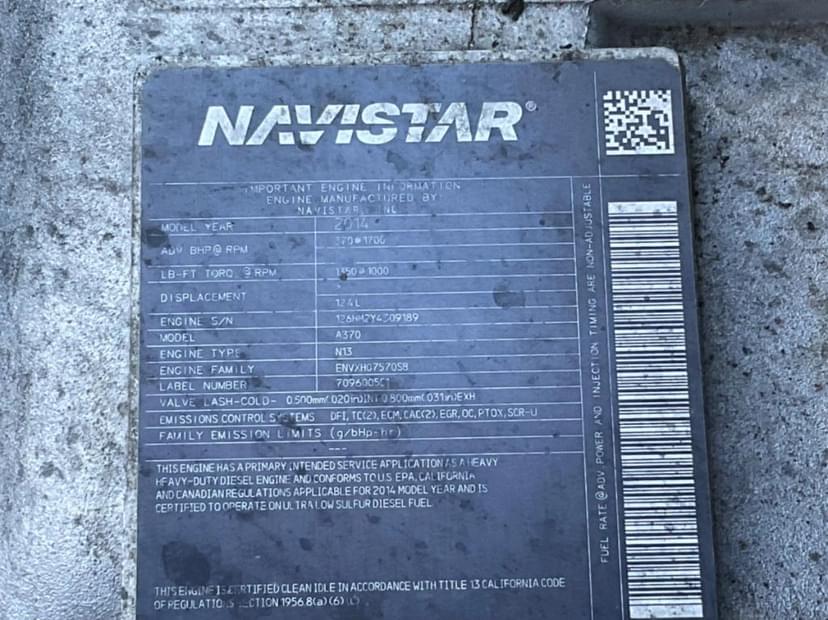 NAVISTAR®
IMPORTANT ENGINE INFORMATION
ENGINE MANUFACTURED BY:
NAVISTAR, INC
MODEL YEAR 2014
ADV BHP@ RPM 370@1700
LB-FT TORQ. @ RPM 1350@1000
DISPLACEMENT 12.4L
ENGINE S/N
MODEL A370
ENGINE TYPE N13
ENGINE FAMILY ENVXH07570SB
LABEL NUMBER
VALVE LASH-COLD- 0.500mm(.020in)INT 0.800mm(.031in)EXH
EMISSIONS CONTROL SYSTEMS DFI, TC(2), ECM, CAC(2), EGR, OC, PTOX, SCR-U
FAMILY EMISSION LIMITS (g/bHp-hr)
---
THIS ENGINE HAS A PRIMARY INTENDED SERVICE APPLICATION AS A HEAVY
HEAVY-DUTY DIESEL ENGINE AND CONFORMS TO U.S EPA, CALIFORNIA
AND CANADIAN REGULATIONS APPLICABLE FOR 2014 MODEL YEAR AND IS
CERTIFIED TO OPERATE ON ULTRA LOW SULFUR DIESEL FUEL.
THIS ENGINE IS CERTIFIED CLEAN IDLE IN ACCORDANCE WITH TITLE 13 CALIFORNIA CODE
OF REGULATIONS SECTION 1956.8(a)(6)
FUEL RATE @ADV. POWER AND INJECTION TIMING ARE NON-ADJUSTABLE